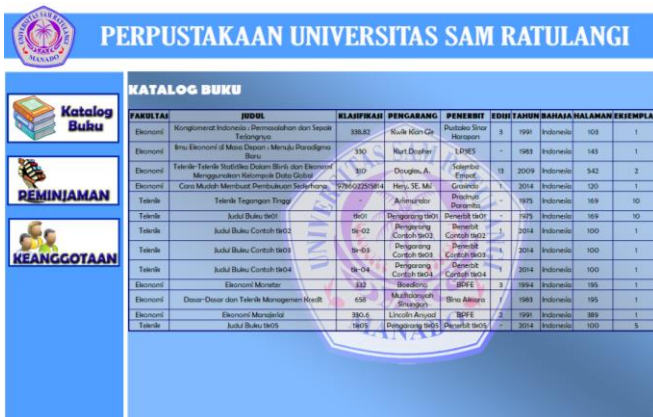 UNIVERSITAS SAM RATULANGI
MANADO
PERPUSTAKAAN UNIVERSITAS SAM RATULANGI
Katalog
Buku
PEMINJAMAN
KEANGGOTAAN
KATALOG BUKU
FAKULTAS JUDUL KLASIFIKASI PENGARANG PENERBIT EDISI TAHUN BAHASA HALAMAN EKSEMPLA
Ekonomi Konglomerat Indonesia : Permasalahan dan Sepak Terjangnya 338.82 Kwik Kian Gie Pustaka Sinar Harapan 3 1991 Indonesia 103 1
Ekonomi Ilmu Ekonomi di Masa Depan : Menuju Paradigma Baru 330 Kurt Dopher LP3ES - 1983 Indonesia 145 1
Ekonomi Teknik-Teknik Statistika Dalam Bisnik dan Ekonomi Menggunakan Kelompok Data Global 310 Douglas, A. Salemba Empat 13 2009 Indonesia 542 2
Ekonomi Cara Mudah Membuat Pembukuan Sederhana 9786022515814 Hery, SE. Msi Grasindo 1 2014 Indonesia 120 1
Teknik Teknik Tegangan Tinggi - Arismunandar Pradnya Paramita - 1975 Indonesia 169 10
Teknik Judul Buku tk01 tk01 Pengarang tk01 Penerbit tk01 1975 Indonesia 169 10
Teknik Judul Buku Contoh tk02 tk-02 Pengarang Contoh tk02 Penerbit Contoh tk02 1 2014 Indonesia 100 1
Teknik Judul Buku Contoh tk03 tk-03 Pengarang Contoh tk03 Penerbit Contoh tk03 1 2014 Indonesia 100 1
Teknik Judul Buku Contoh tk04 tk-04 Pengarang Contoh tk04 Penerbit Contoh tk04 1 2014 Indonesia 100 1
Ekonomi Ekonomi Moneter 332 Boediono BPFE 3 1994 Indonesia 195 1
Ekonomi Dasar-Dasar dan Teknik Managemen Kredit 658 Muchdarsyah Sinungan Bina Aksara 1 1983 Indonesia 195 1
Ekonomi Ekonomi Manajerial 330.6 Lincolin Arsyad BPFE 2 1991 Indonesia 389 1
Teknik Judul Buku tk05 tk05 Pengarang tk05 Penerbit tk05 - 2014 Indonesia 100 5